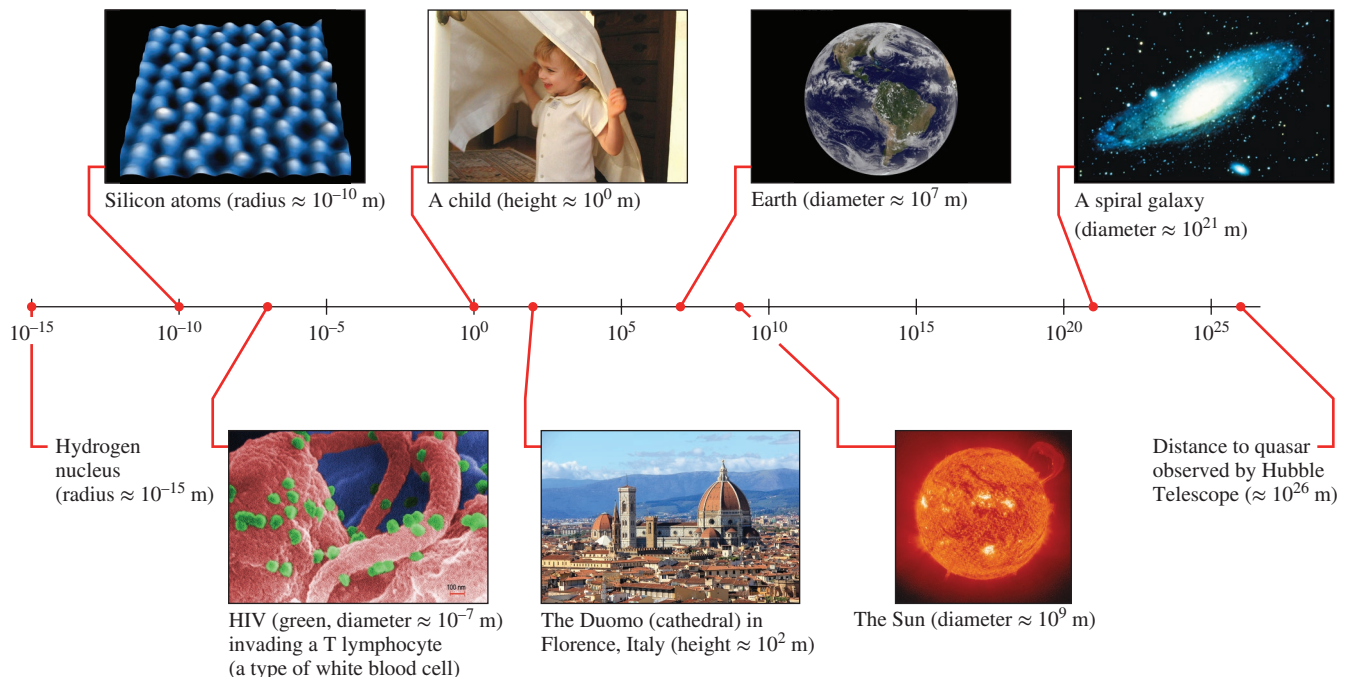 Silicon atoms (radius ≈ 10⁻¹⁰ m)
A child (height ≈ 10⁰ m)
Earth (diameter ≈ 10⁷ m)
A spiral galaxy
(diameter ≈ 10²¹ m)
10⁻¹⁵
10⁻¹⁰
10⁻⁵
10⁰
10⁵
10¹⁰
10¹⁵
10²⁰
10²⁵
Hydrogen
nucleus
(radius ≈ 10⁻¹⁵ m)
100 nm
HIV (green, diameter ≈ 10⁻⁷ m)
invading a T lymphocyte
(a type of white blood cell)
The Duomo (cathedral) in
Florence, Italy (height ≈ 10² m)
The Sun (diameter ≈ 10⁹ m)
Distance to quasar
observed by Hubble
Telescope (≈ 10²⁶ m)